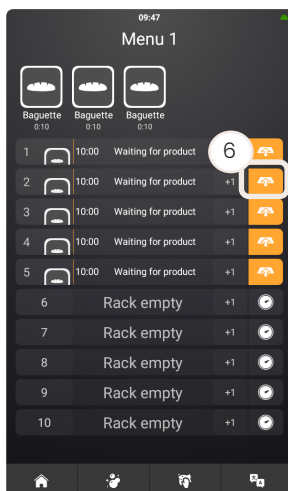 09:47
Menu 1
Baguette Baguette Baguette
0:10 0:10 0:10
1 10:00 Waiting for product 6
2 10:00 Waiting for product +1
3 10:00 Waiting for product +1
4 10:00 Waiting for product +1
5 10:00 Waiting for product +1
6 Rack empty +1
7 Rack empty +1
8 Rack empty +1
9 Rack empty +1
10 Rack empty +1